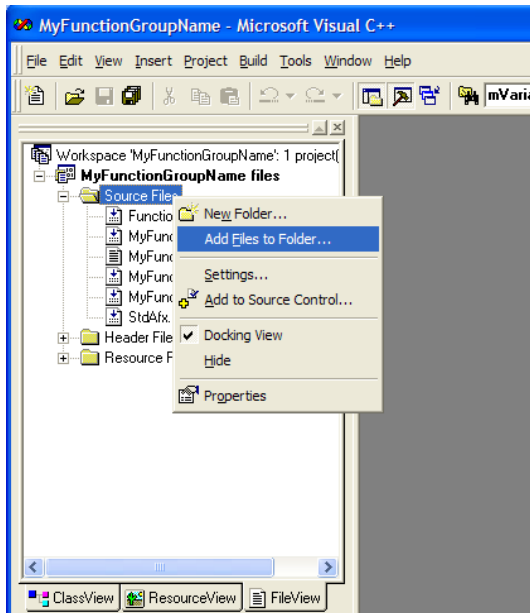 MyFunctionGroupName - Microsoft Visual C++
File Edit View Insert Project Build Tools Window Help
mVaria
Workspace 'MyFunctionGroupName': 1 project(
MyFunctionGroupName files
Source Files
Functio
MyFunc
MyFunc
MyFunc
MyFunc
StdAfx.
Header File
Resource F
New Folder...
Add Files to Folder...
Settings...
Add to Source Control...
Docking View
Hide
Properties
ClassView ResourceView FileView